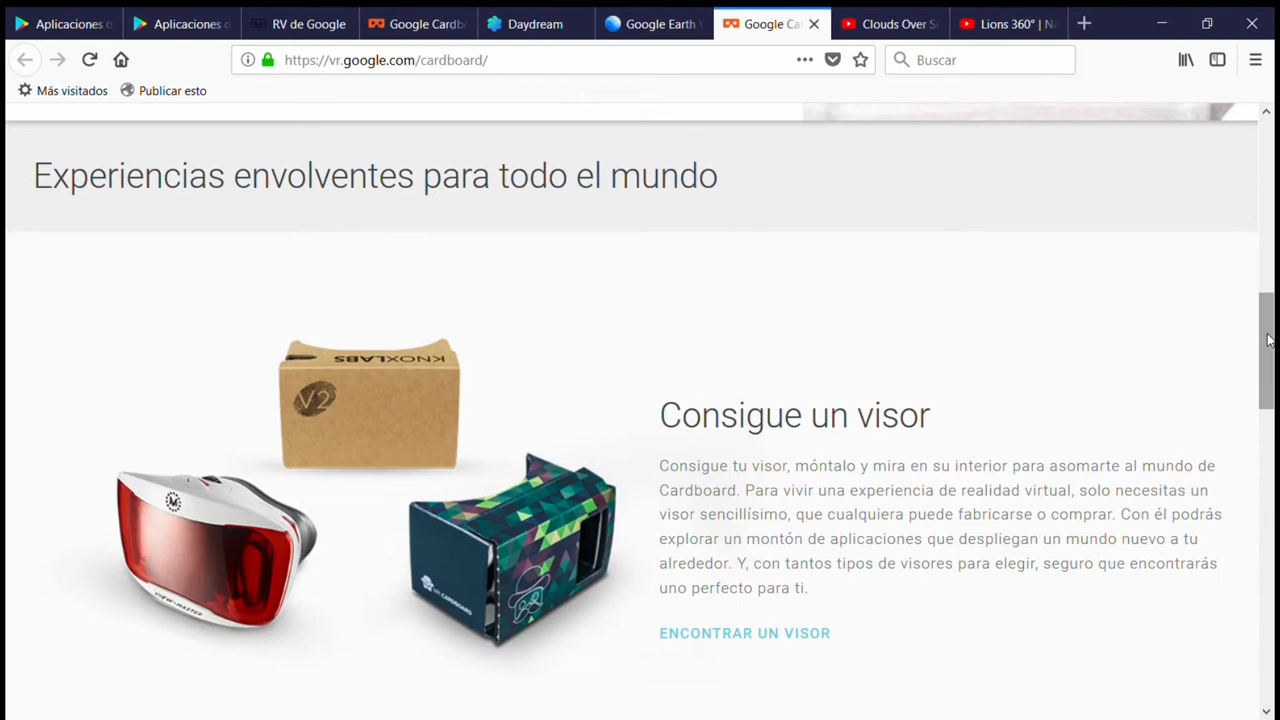 Aplicaciones d
Aplicaciones d
RV de Google
Google Cardb
Daydream
Google Earth V
Google Ca
Clouds Over S
Lions 360° | Na
https://vr.google.com/cardboard/
Buscar
Más visitados
Publicar esto
Experiencias envolventes para todo el mundo
KNOXLABS
V2
VIEW-MASTER
CARDBOARD
Consigue un visor
Consigue tu visor, móntalo y mira en su interior para asomarte al mundo de
Cardboard. Para vivir una experiencia de realidad virtual, solo necesitas un
visor sencillísimo, que cualquiera puede fabricarse o comprar. Con él podrás
explorar un montón de aplicaciones que despliegan un mundo nuevo a tu
alrededor. Y, con tantos tipos de visores para elegir, seguro que encontrarás
uno perfecto para ti.
ENCONTRAR UN VISOR